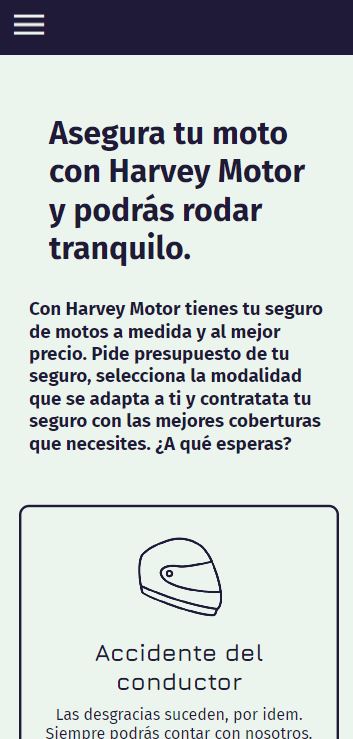 Asegura tu moto
con Harvey Motor
y podrás rodar
tranquilo.
Con Harvey Motor tienes tu seguro
de motos a medida y al mejor
precio. Pide presupuesto de tu
seguro, selecciona la modalidad
que se adapta a ti y contratata tu
seguro con las mejores coberturas
que necesites. ¿A qué esperas?
Accidente del
conductor
Las desgracias suceden, por idem.
Siempre podrás contar con nosotros.